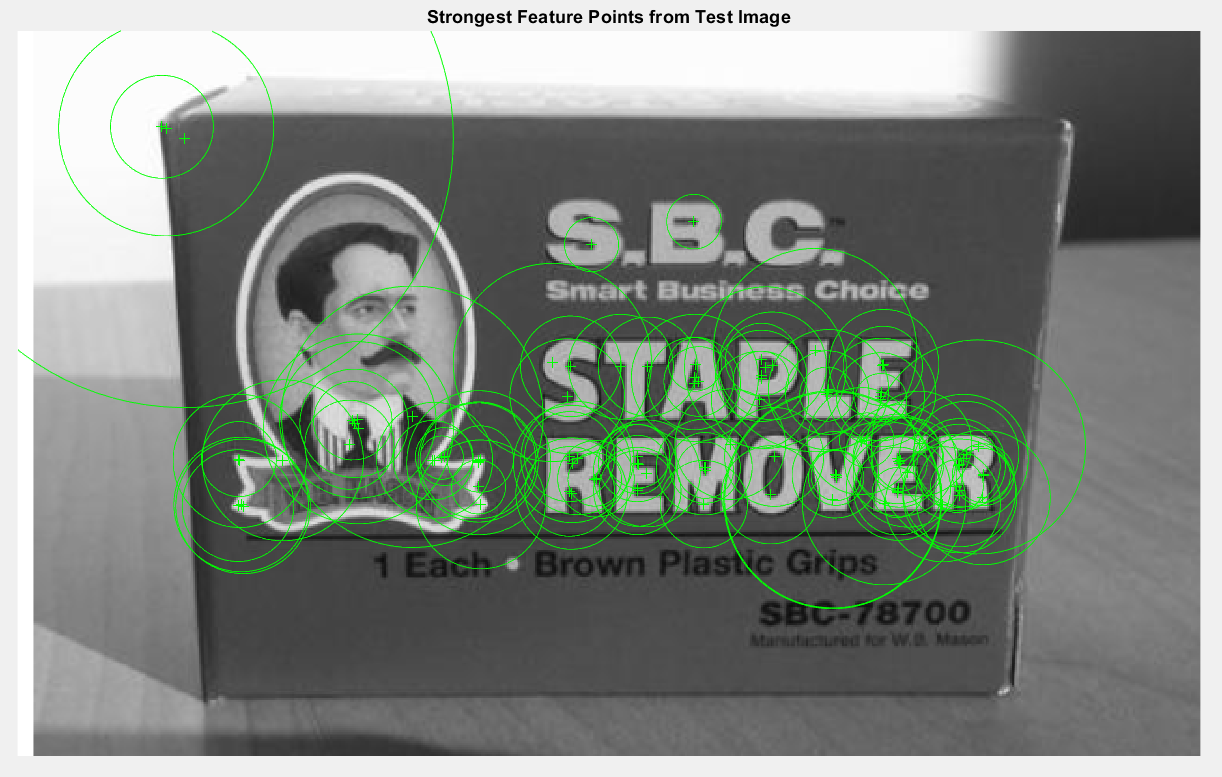 Strongest Feature Points from Test Image
S.B.C.™
Smart Business Choice
STAPLE
REMOVER
1 Each • Brown Plastic Grips
SBC-78700
Manufactured for W.B. Mason